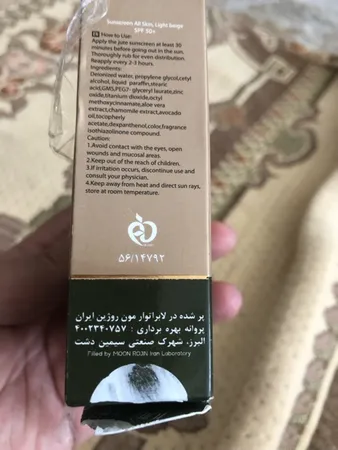 Sunscreen All Skin, Light beige
SPF 50+
EN How to Use:
Apply the joie sunscreen at least 30
minutes before going out in the sun.
Thoroughly rub for even distribution.
Reapply every 2-3 hours.
Ingredients:
Deionized water, propylene glycol,cetyl
alcohol, liquid paraffin,stearic
acid,GMS,PEG7- glyceryl laurate,zinc
oxide,titanium dioxide,octyl
methoxycinnamate,aloe vera
extract,chamomile extract,avocado
oil,tocopherly
acetate,dexpanthenol,color,fragrance
isothiazolinone compound.
Caution:
1.Avoid contact with the eyes, open
wounds and mucosal areas.
2.Keep out of the reach of children.
3.If irritation occurs, discontinue use and
consult your physician.
4.Keep away from heat and direct sun rays,
store at room temperature.
۵۶/۱۴۷۹۲
پر شده در لابراتوار مون روژین ایران
پروانه بهره برداری : ۴۰۰۲۳۴۰۷۵۷
البرز، شهرک صنعتی سیمین دشت
Filled by MOON ROJIN Iran Laboratory